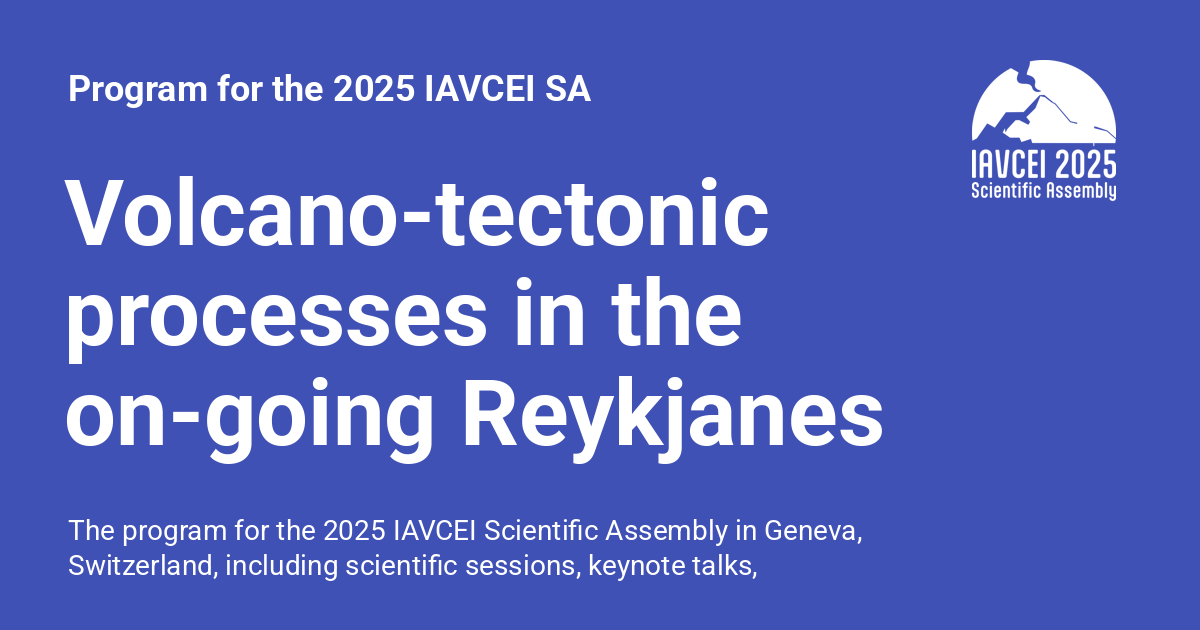 Program for the 2025 IAVCEI SA
IAVCEI 2025
Scientific Assembly
Volcano-tectonic
processes in the
on-going Reykjanes
The program for the 2025 IAVCEI Scientific Assembly in Geneva,
Switzerland, including scientific sessions, keynote talks,